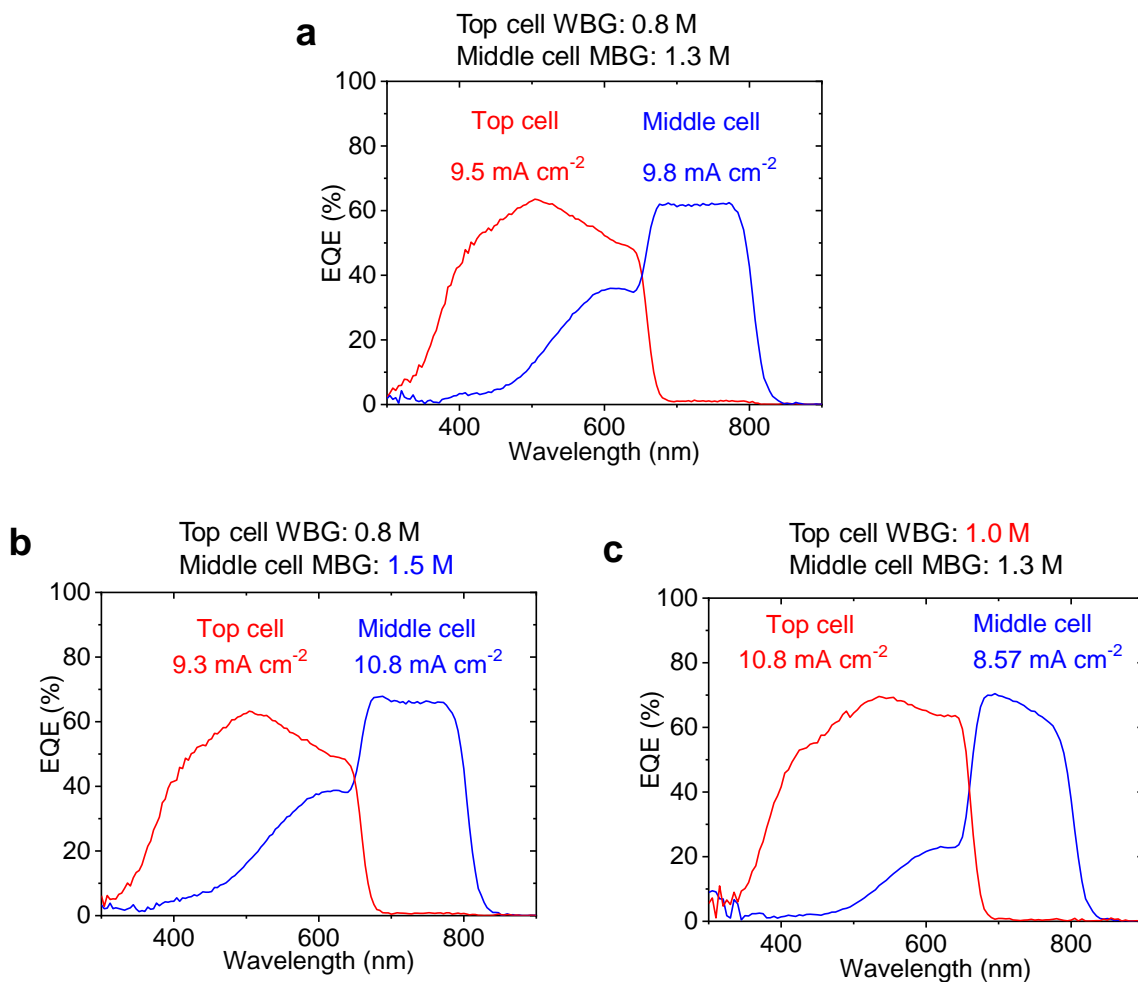 a
Top cell WBG: 0.8 M
Middle cell MBG: 1.3 M
100
80
60
40
20
0
EQE (%)
Top cell
9.5 mA cm⁻²
Middle cell
9.8 mA cm⁻²
400
600
800
Wavelength (nm)
b
Top cell WBG: 0.8 M
Middle cell MBG: 1.5 M
100
80
60
40
20
0
EQE (%)
Top cell
9.3 mA cm⁻²
Middle cell
10.8 mA cm⁻²
400
600
800
Wavelength (nm)
c
Top cell WBG: 1.0 M
Middle cell MBG: 1.3 M
100
80
60
40
20
0
EQE (%)
Top cell
10.8 mA cm⁻²
Middle cell
8.57 mA cm⁻²
400
600
800
Wavelength (nm)